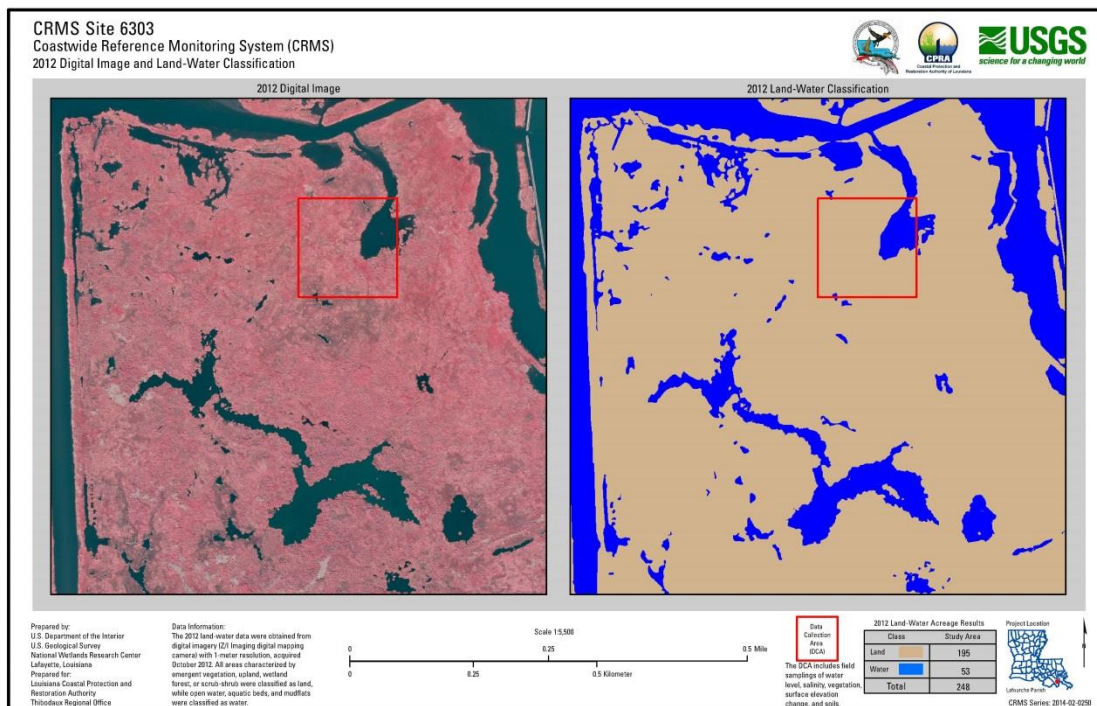 CRMS Site 6303
Coastwide Reference Monitoring System (CRMS)
2012 Digital Image and Land-Water Classification
CPRA
Coastal Protection and
Restoration Authority of Louisiana
USGS
science for a changing world
2012 Digital Image
2012 Land-Water Classification
Prepared by:
U.S. Department of the Interior
U.S. Geological Survey
National Wetlands Research Center
Lafayette, Louisiana
Prepared for:
Louisiana Coastal Protection and
Restoration Authority
Thibodaux Regional Office
Data Information:
The 2012 land-water data were obtained from
digital imagery (Z/I Imaging digital mapping
camera) with 1-meter resolution, acquired
October 2012. All areas characterized by
emergent vegetation, upland, wetland
forest, or scrub-shrub were classified as land,
while open water, aquatic beds, and mudflats
were classified as water.
Scale 1:5,500
0 0.25 0.5 Mile
0 0.25 0.5 Kilometer
Data
Collection
Area
(DCA)
The DCA includes field
samplings of water
level, salinity, vegetation,
surface elevation
change, and soils.
2012 Land-Water Acreage Results
Class Study Area
Land 195
Water 53
Total 248
Project Location
Lafourche Parish
N
CRMS Series: 2014-02-0250